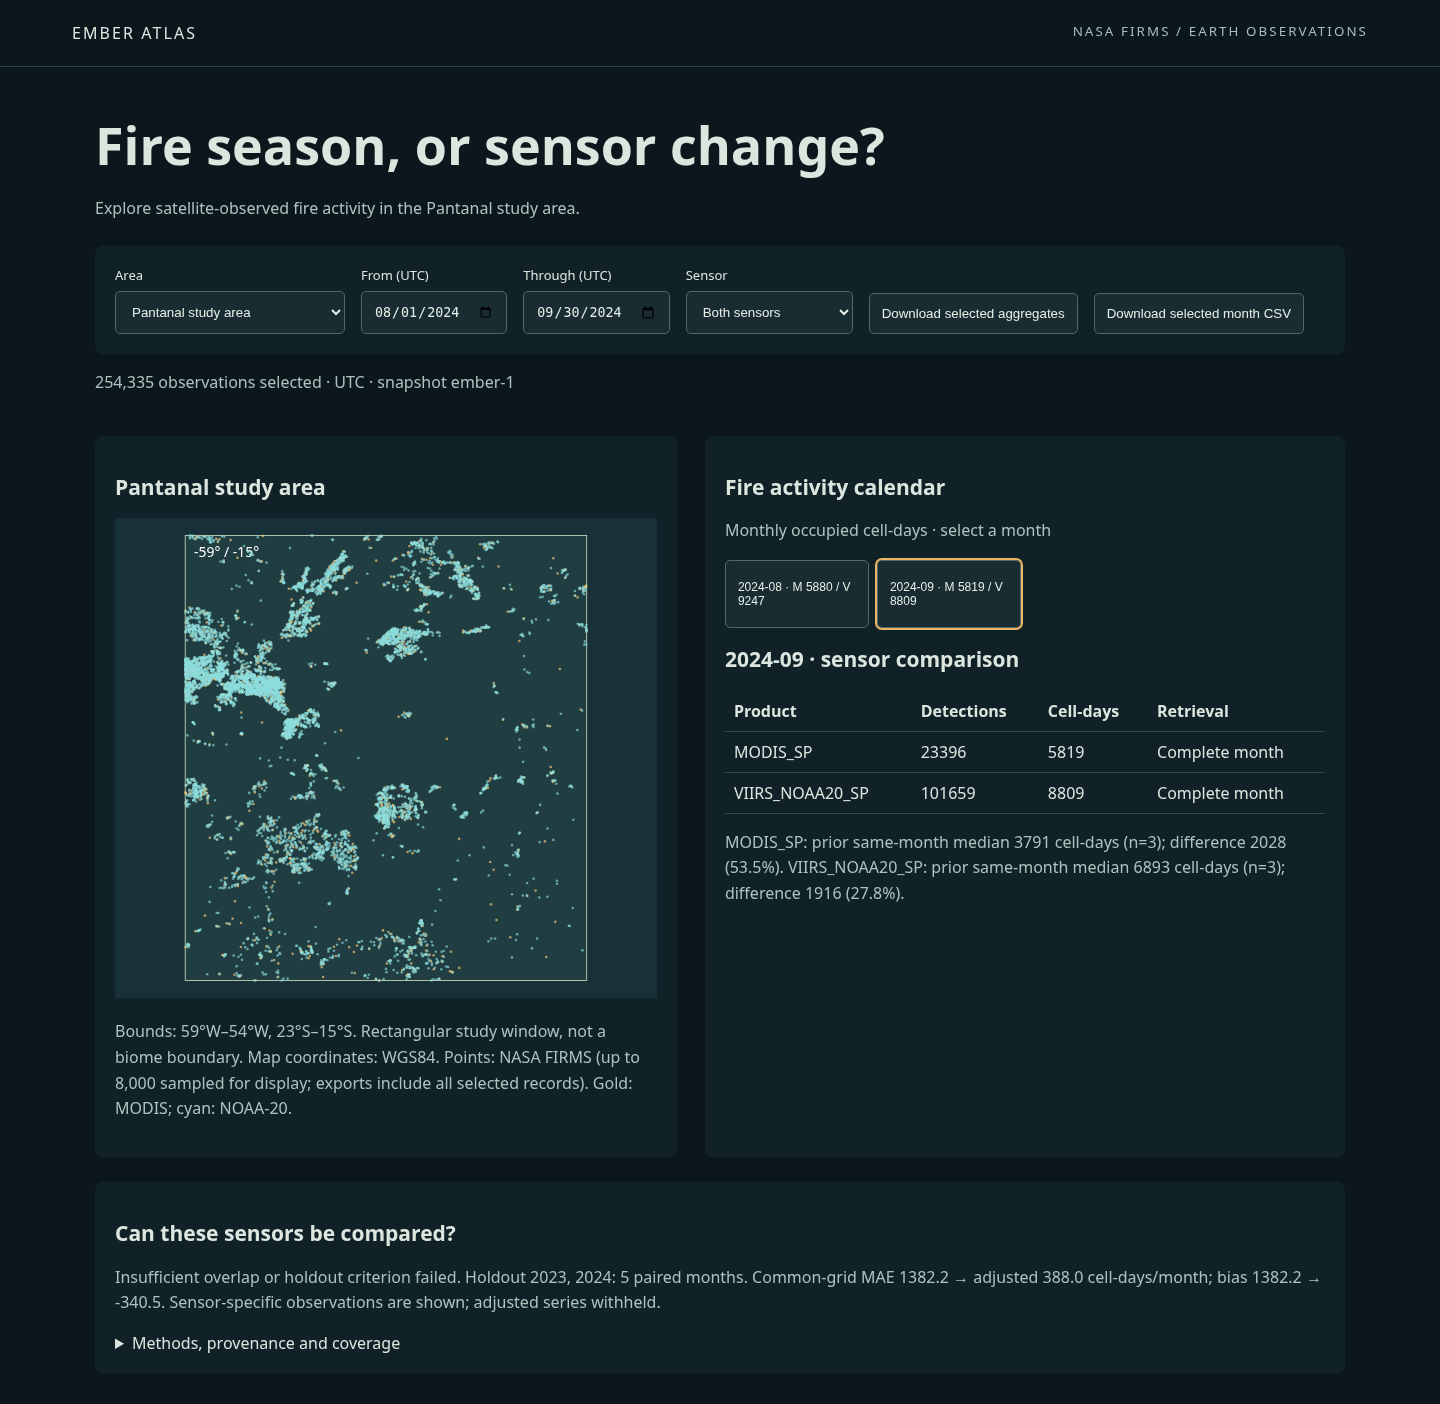 EMBER ATLAS
NASA FIRMS / EARTH OBSERVATIONS
Fire season, or sensor change?
Explore satellite-observed fire activity in the Pantanal study area.
Area
From (UTC)
Through (UTC)
Sensor
Pantanal study area
08/01/2024
09/30/2024
Both sensors
Download selected aggregates
Download selected month CSV
254,335 observations selected · UTC · snapshot ember-1
Pantanal study area
-59° / -15°
Bounds: 59°W–54°W, 23°S–15°S. Rectangular study window, not a
biome boundary. Map coordinates: WGS84. Points: NASA FIRMS (up to
8,000 sampled for display; exports include all selected records). Gold:
MODIS; cyan: NOAA-20.
Fire activity calendar
Monthly occupied cell-days · select a month
2024-08 · M 5880 / V
9247
2024-09 · M 5819 / V
8809
2024-09 · sensor comparison
Product Detections Cell-days Retrieval
MODIS_SP 23396 5819 Complete month
VIIRS_NOAA20_SP 101659 8809 Complete month
MODIS_SP: prior same-month median 3791 cell-days (n=3); difference 2028
(53.5%). VIIRS_NOAA20_SP: prior same-month median 6893 cell-days (n=3);
difference 1916 (27.8%).
Can these sensors be compared?
Insufficient overlap or holdout criterion failed. Holdout 2023, 2024: 5 paired months. Common-grid MAE 1382.2 → adjusted 388.0 cell-days/month; bias 1382.2 →
-340.5. Sensor-specific observations are shown; adjusted series withheld.
▶ Methods, provenance and coverage